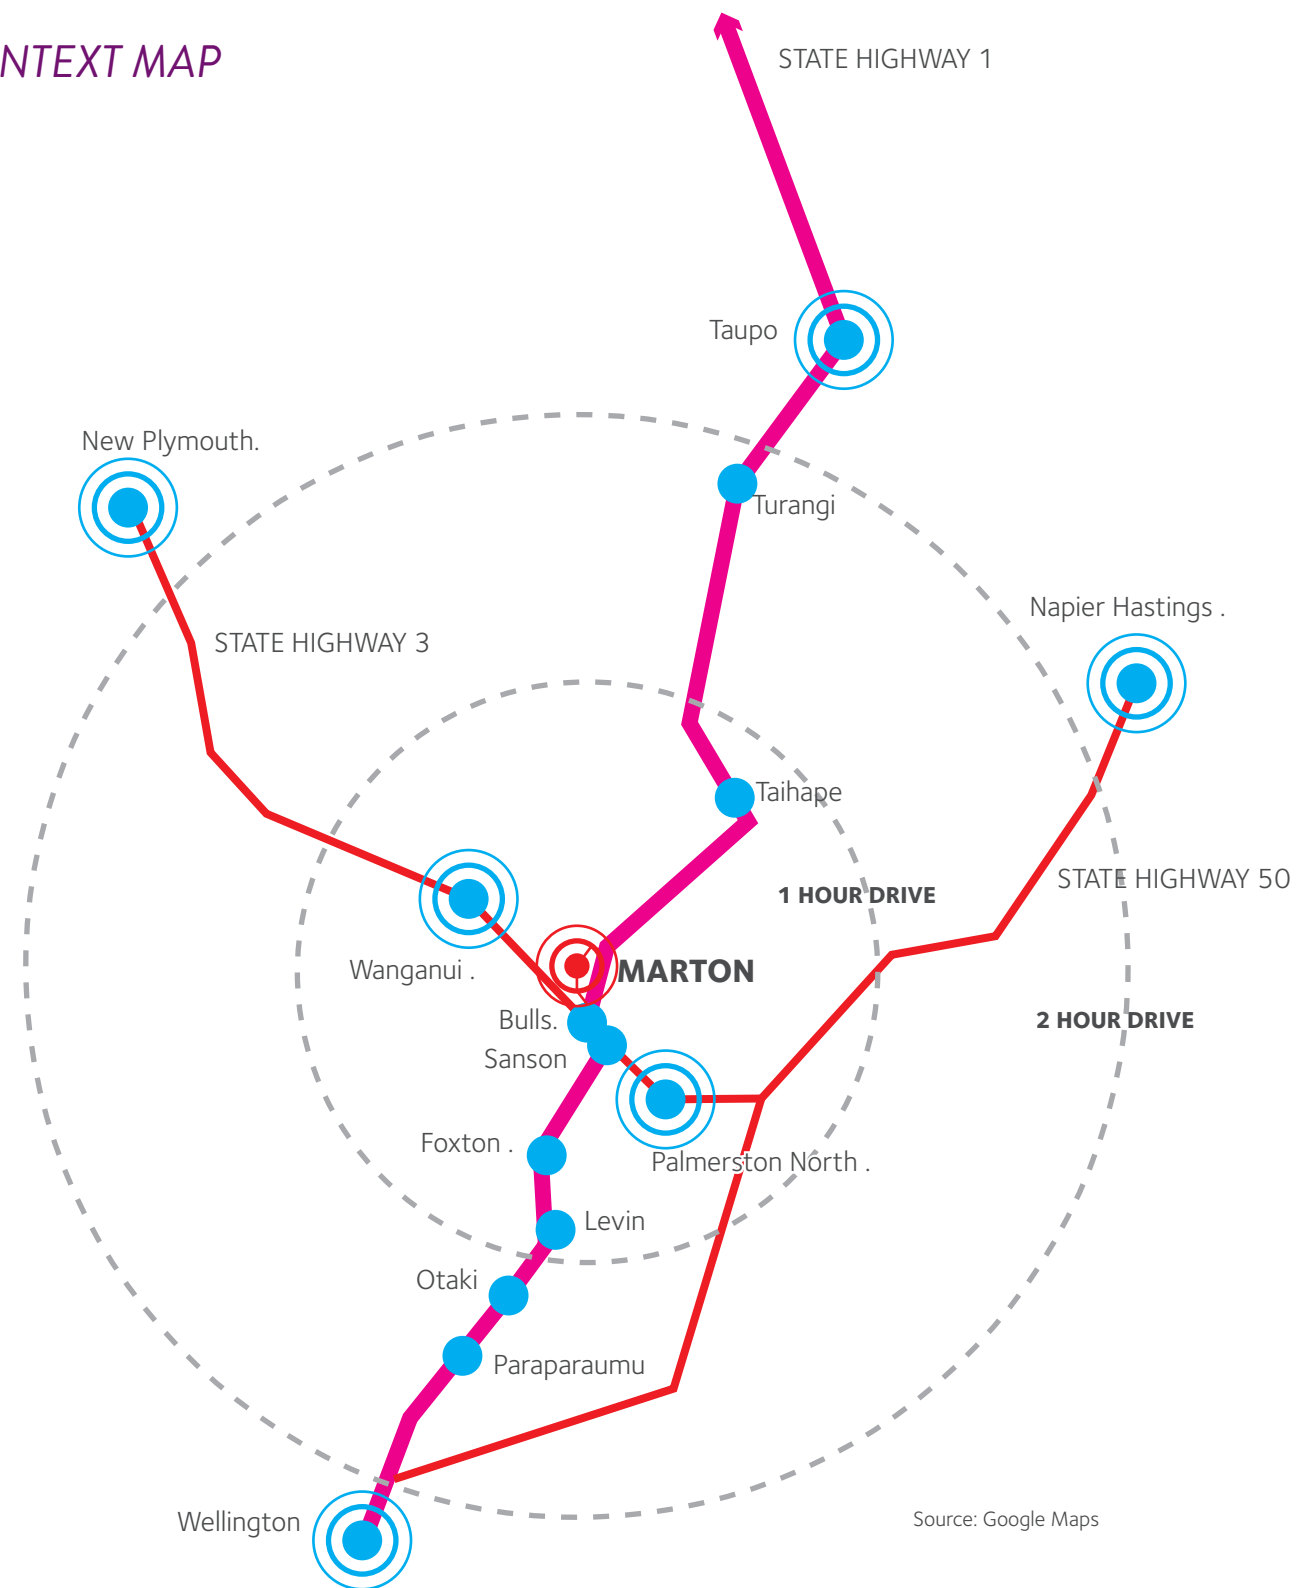 NTEXT MAP
STATE HIGHWAY 1
Taupo
New Plymouth.
Turangi
Napier Hastings .
STATE HIGHWAY 3
Taihape
STATE HIGHWAY 50
1 HOUR DRIVE
Wanganui .
MARTON
Bulls.
2 HOUR DRIVE
Sanson
Foxton .
Palmerston North .
Levin
Otaki
Paraparaumu
Wellington
Source: Google Maps